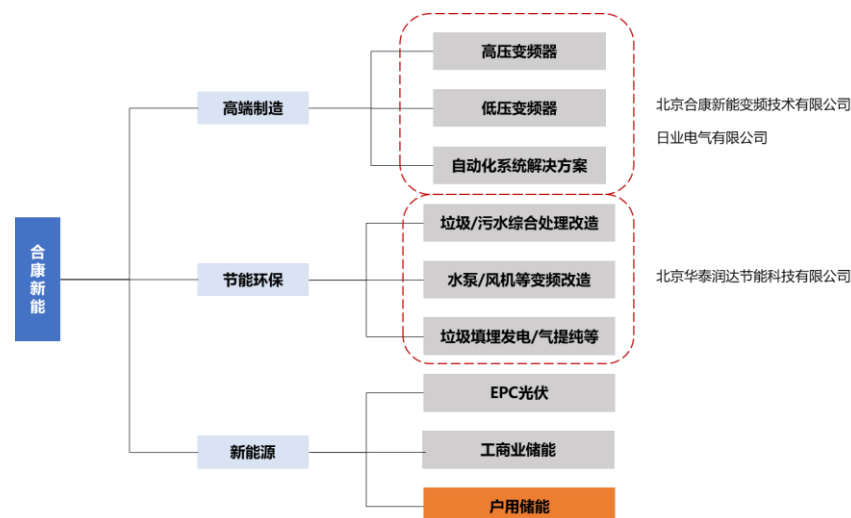 合康新能
高端制造
高压变频器
低压变频器
自动化系统解决方案
北京合康新能变频技术有限公司
日业电气有限公司
节能环保
垃圾/污水综合处理改造
水泵/风机等变频改造
垃圾填埋发电/气提纯等
北京华泰润达节能科技有限公司
新能源
EPC光伏
工商业储能
户用储能